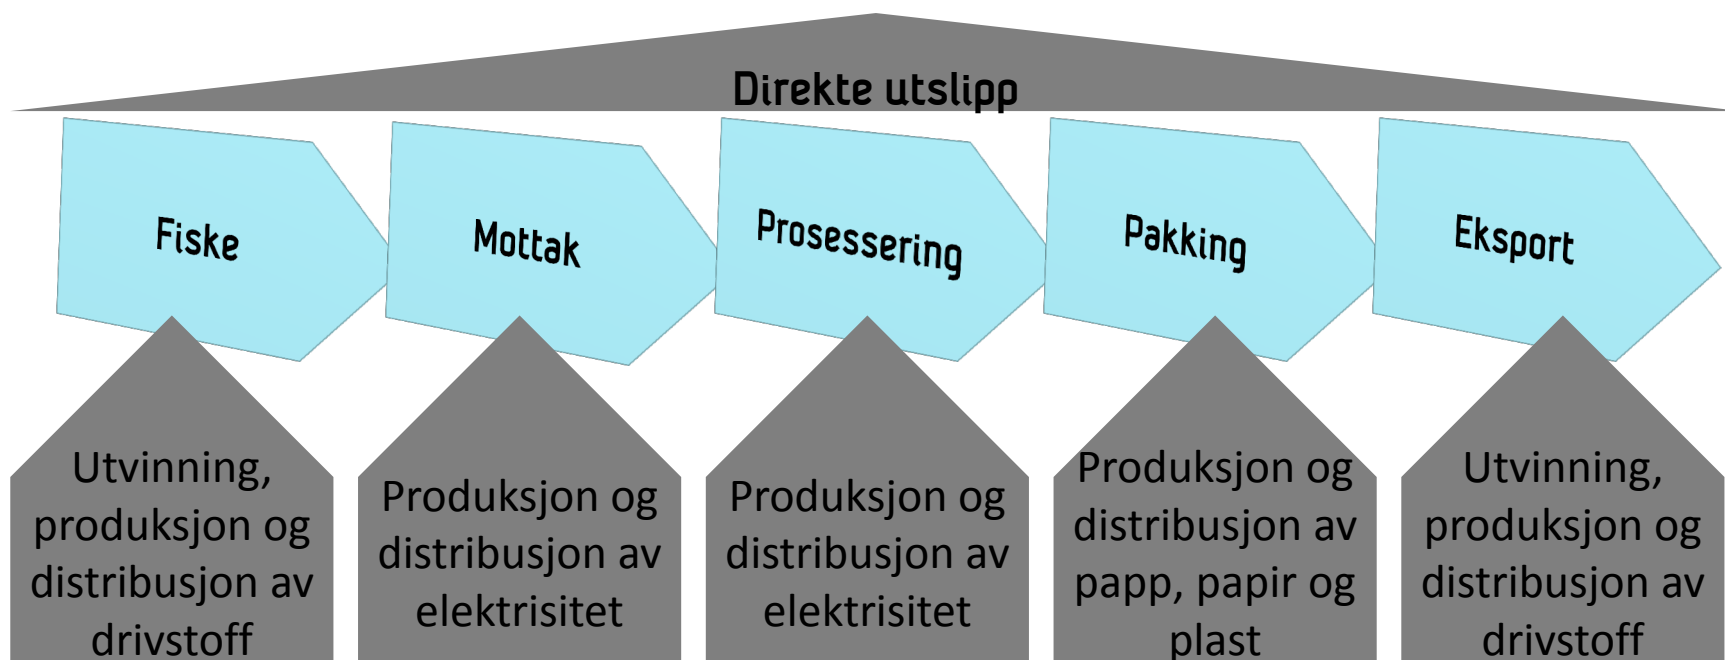 Direkte utslipp
Fiske
Mottak
Prosessering
Pakking
Eksport
Utvinning,
produksjon og
distribusjon av
drivstoff
Produksjon og
distribusjon av
elektrisitet
Produksjon og
distribusjon av
elektrisitet
Produksjon og
distribusjon av
papp, papir og
plast
Utvinning,
produksjon og
distribusjon av
drivstoff